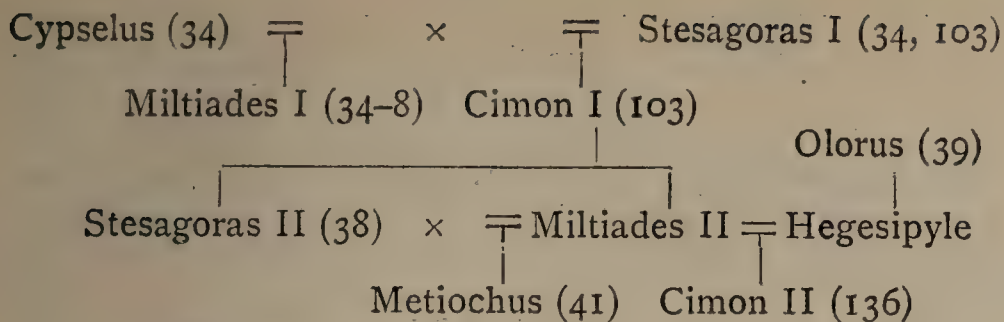 Cypselus (34) = × = Stesagoras I (34, 103)
Miltiades I (34–8) Cimon I (103)
Olorus (39)
Stesagoras II (38) × = Miltiades II = Hegesipyle
Metiochus (41) Cimon II (136)